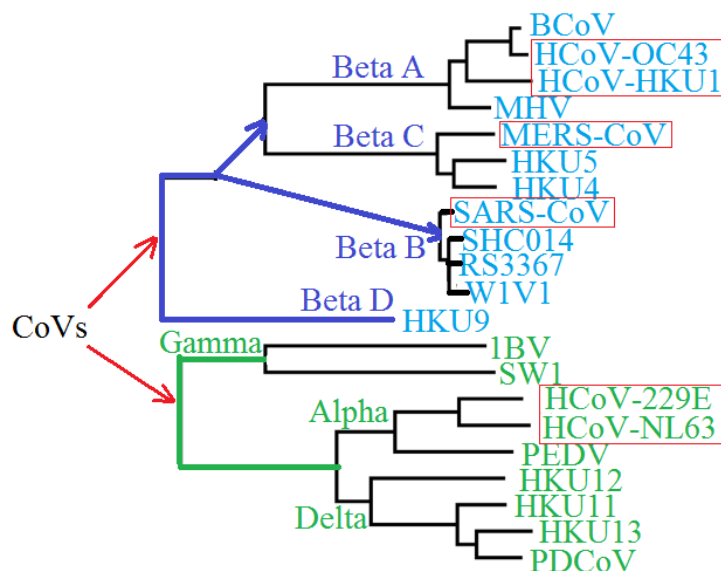 BCoV
HCoV-OC43
Beta A
HCoV-HKU1
MHV
Beta C
MERS-CoV
HKU5
HKU4
SARS-CoV
SHC014
Beta B
RS3367
W1V1
Beta D
HKU9
CoVs
Gamma
1BV
SW1
HCoV-229E
Alpha
HCoV-NL63
PEDV
HKU12
HKU11
Delta
HKU13
PDCoV